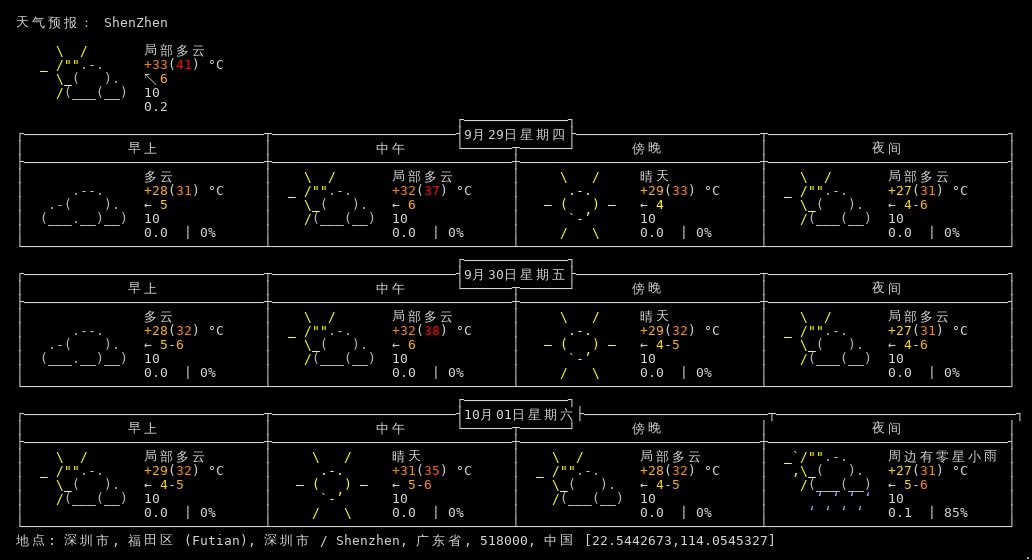 天气预报： ShenZhen
局部多云
+33(41) °C
↖ 6
10
0.2
9月29日星期四
早上 中午 傍晚 夜间
多云 局部多云 晴天 局部多云
+28(31) °C +32(37) °C +29(33) °C +27(31) °C
← 5 ← 6 ← 4 ← 4-6
10 10 10 10
0.0 | 0% 0.0 | 0% 0.0 | 0% 0.0 | 0%
9月30日星期五
早上 中午 傍晚 夜间
多云 局部多云 晴天 局部多云
+28(32) °C +32(38) °C +29(32) °C +27(31) °C
← 5-6 ← 6 ← 4-5 ← 4-6
10 10 10 10
0.0 | 0% 0.0 | 0% 0.0 | 0% 0.0 | 0%
10月01日星期六
早上 中午 傍晚 夜间
局部多云 晴天 局部多云 周边有零星小雨
+29(32) °C +31(35) °C +28(32) °C +27(31) °C
← 4-5 ← 5-6 ← 4-5 ← 5-6
10 10 10 10
0.0 | 0% 0.0 | 0% 0.0 | 0% 0.1 | 85%
地点: 深圳市, 福田区 (Futian), 深圳市 / Shenzhen, 广东省, 518000, 中国 [22.5442673,114.0545327]